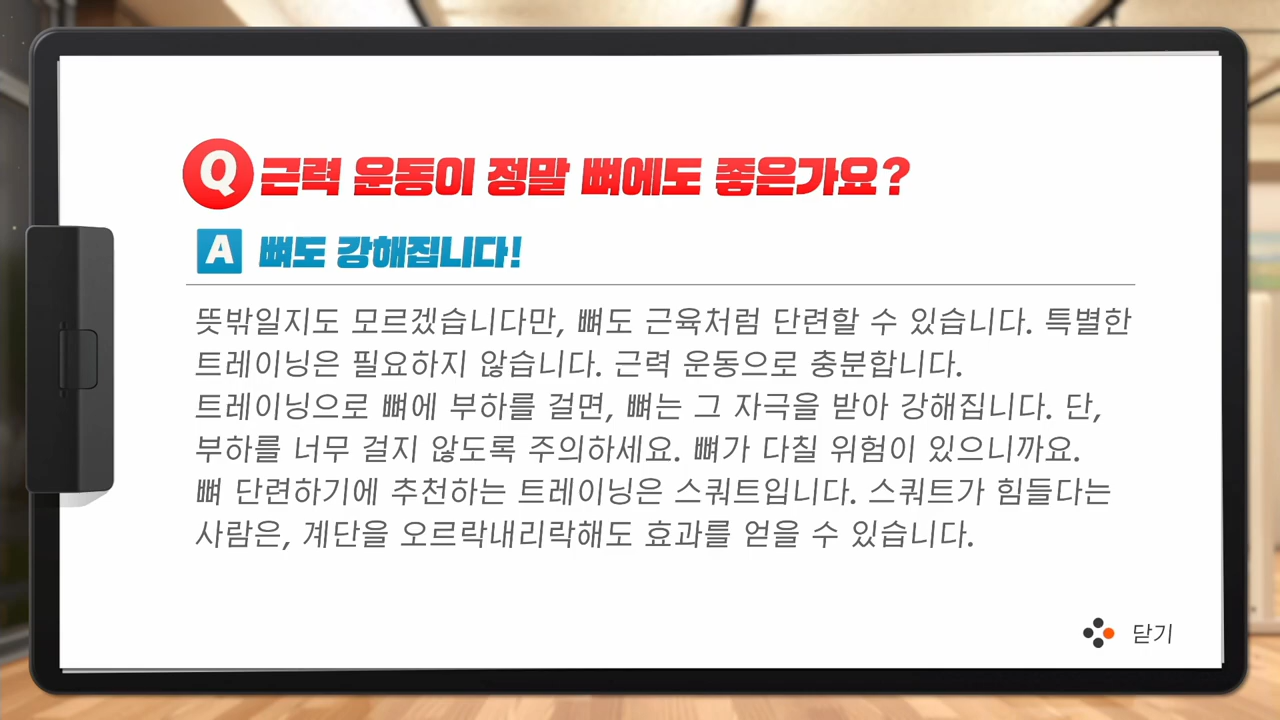 Q 근력 운동이 정말 뼈에도 좋은가요?
A 뼈도 강해집니다!
뜻밖일지도 모르겠습니다만, 뼈도 근육처럼 단련할 수 있습니다. 특별한
트레이닝은 필요하지 않습니다. 근력 운동으로 충분합니다.
트레이닝으로 뼈에 부하를 걸면, 뼈는 그 자극을 받아 강해집니다. 단,
부하를 너무 걸지 않도록 주의하세요. 뼈가 다칠 위험이 있으니까요.
뼈 단련하기에 추천하는 트레이닝은 스쿼트입니다. 스쿼트가 힘들다는
사람은, 계단을 오르락내리락해도 효과를 얻을 수 있습니다.
닫기